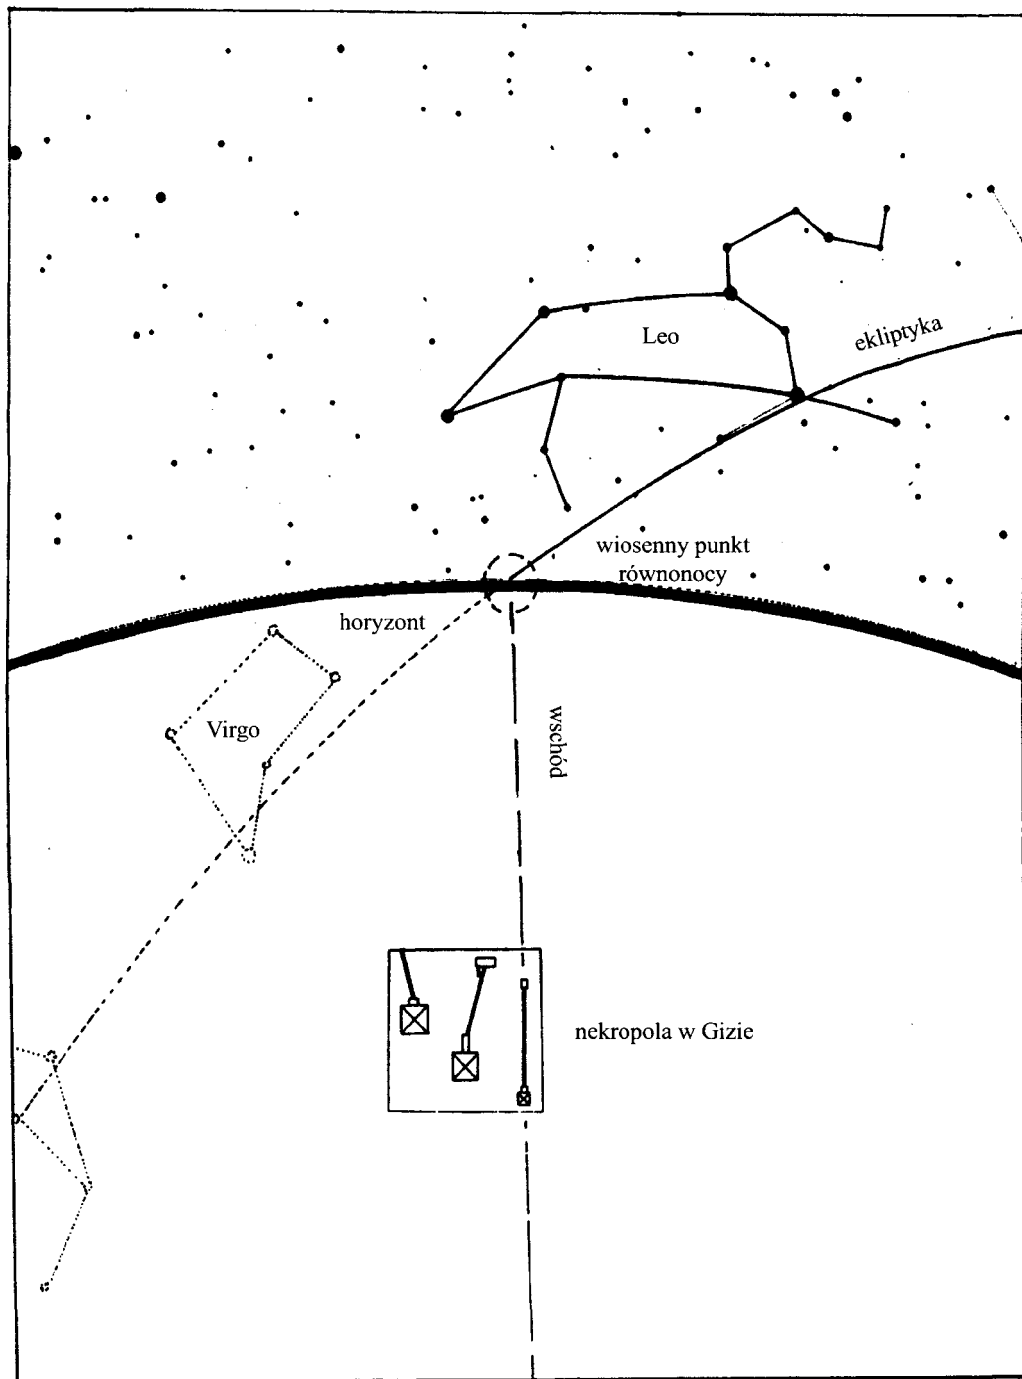 Leo
ekliptyka
wiosenny punkt
równonocy
horyzont
Virgo
wschód
nekropola w Gizie